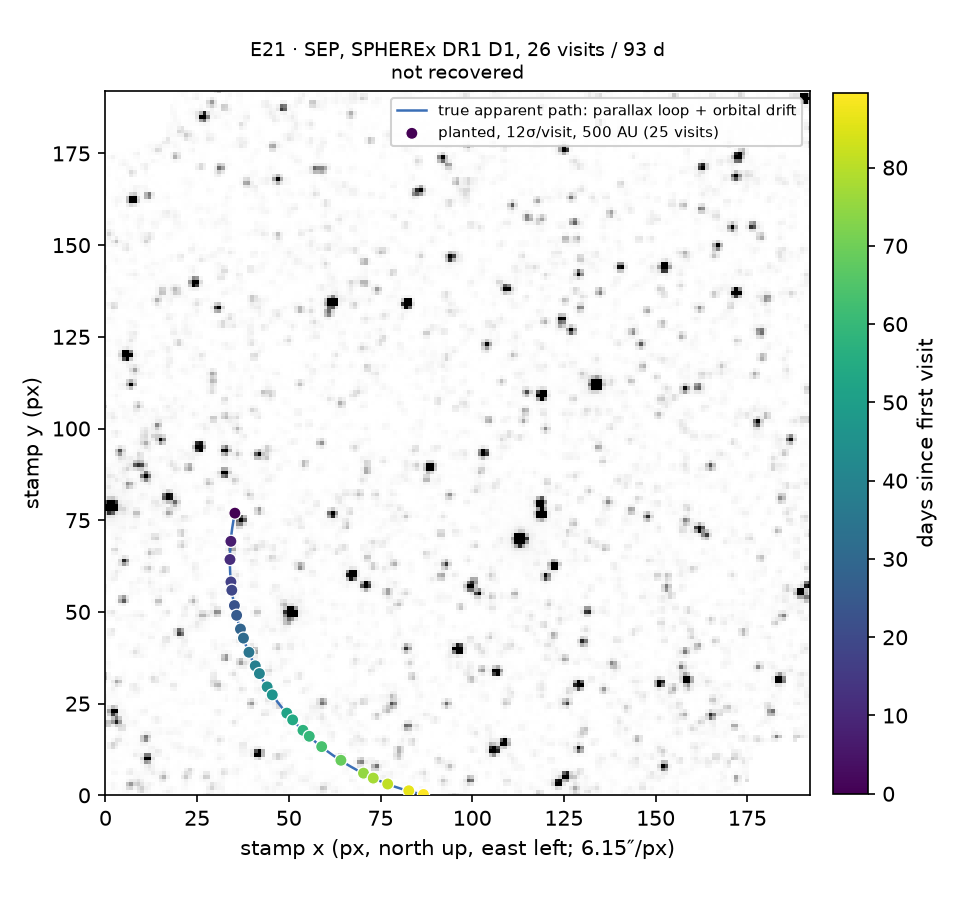 E21 · SEP, SPHEREx DR1 D1, 26 visits / 93 d
not recovered
true apparent path: parallax loop + orbital drift
planted, 12σ/visit, 500 AU (25 visits)
175
150
125
100
75
50
25
0
stamp y (px)
0 25 50 75 100 125 150 175
stamp x (px, north up, east left; 6.15″/px)
80
70
60
50
40
30
20
10
0
days since first visit